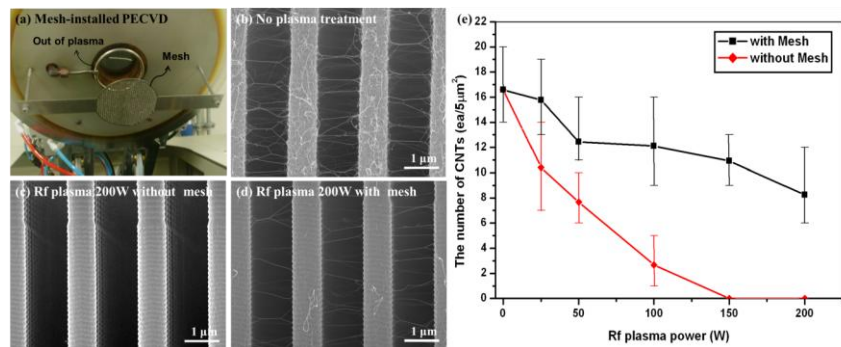 (a) Mesh-installed PECVD
Out of plasma
Mesh
(b) No plasma treatment
1 μm
(c) Rf plasma 200W without mesh
1 μm
(d) Rf plasma 200W with mesh
1 μm
(e)
with Mesh
without Mesh
The number of CNTs (ea/5μm²)
22
20
18
16
14
12
10
8
6
4
2
0
0
50
100
150
200
Rf plasma power (W)